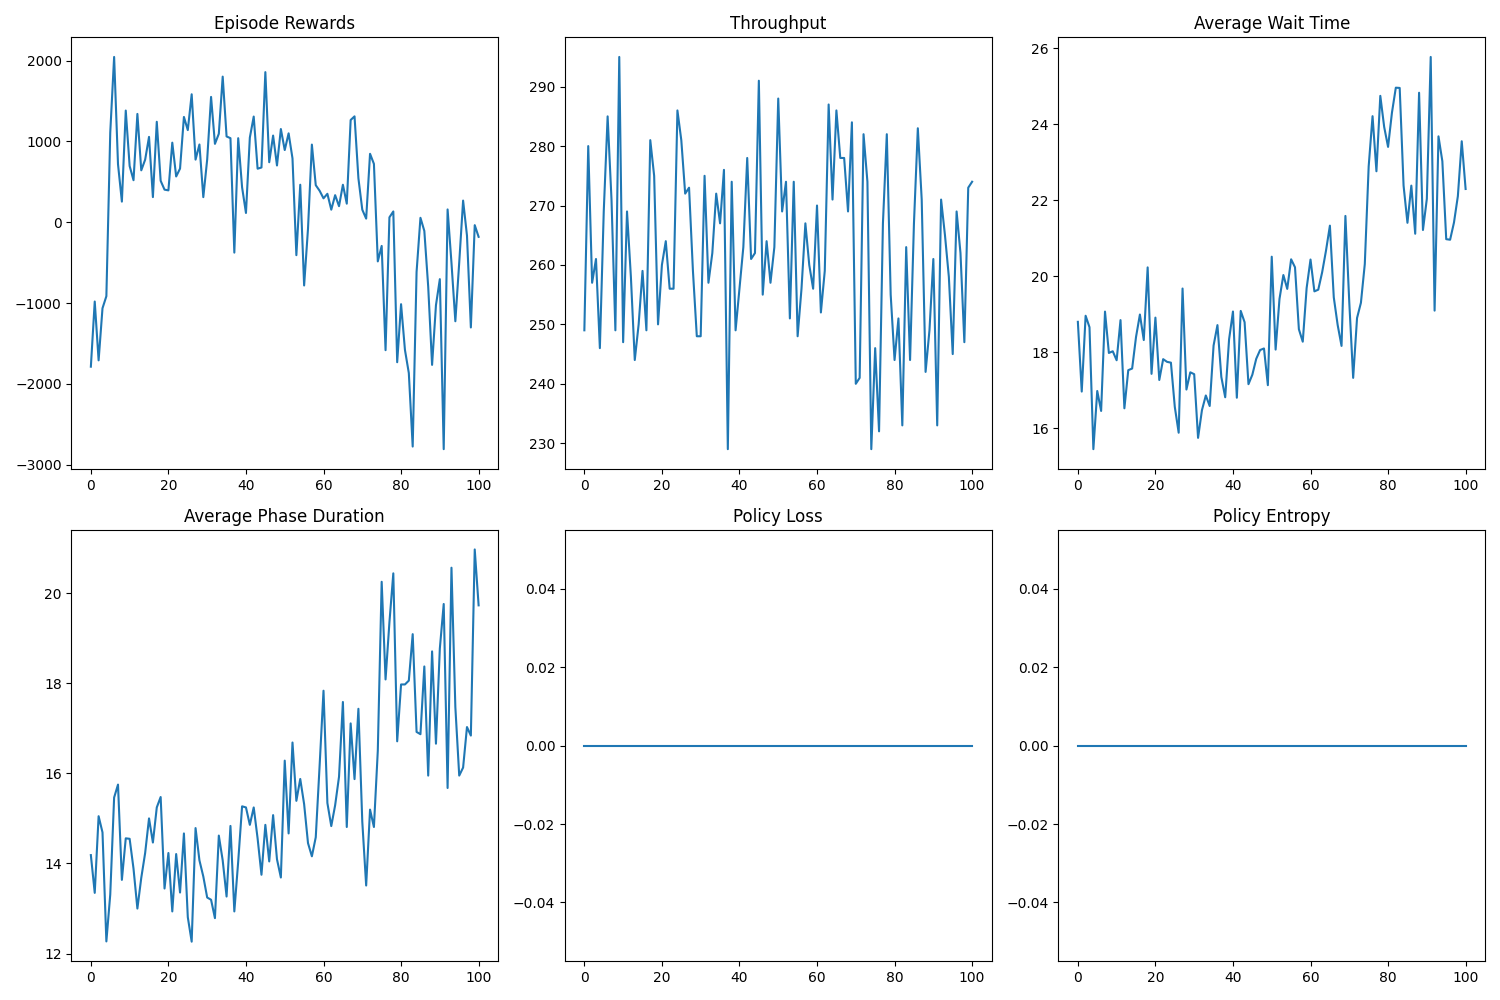 Episode Rewards
2000
1000
0
−1000
−2000
−3000
0 20 40 60 80 100
Throughput
290
280
270
260
250
240
230
0 20 40 60 80 100
Average Wait Time
26
24
22
20
18
16
0 20 40 60 80 100
Average Phase Duration
20
18
16
14
12
0 20 40 60 80 100
Policy Loss
0.04
0.02
0.00
−0.02
−0.04
0 20 40 60 80 100
Policy Entropy
0.04
0.02
0.00
−0.02
−0.04
0 20 40 60 80 100